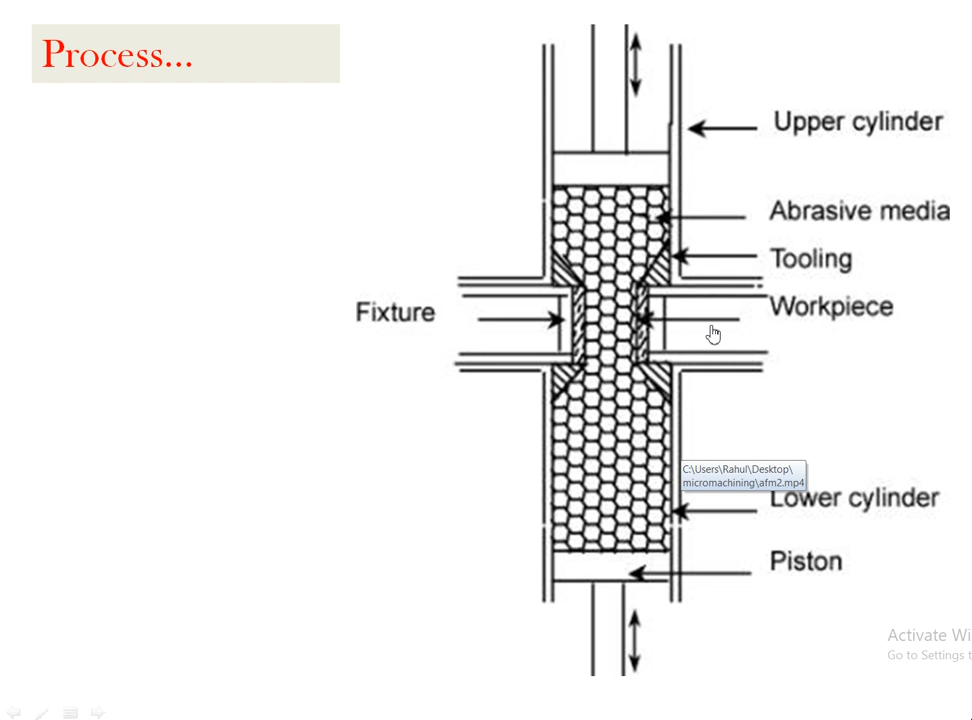 Process...
Upper cylinder
Abrasive media
Tooling
Workpiece
Fixture
C:\Users\Rahul\Desktop\
micromachining\afm2.mp4
Lower cylinder
Piston
Activate Wi
Go to Settings t